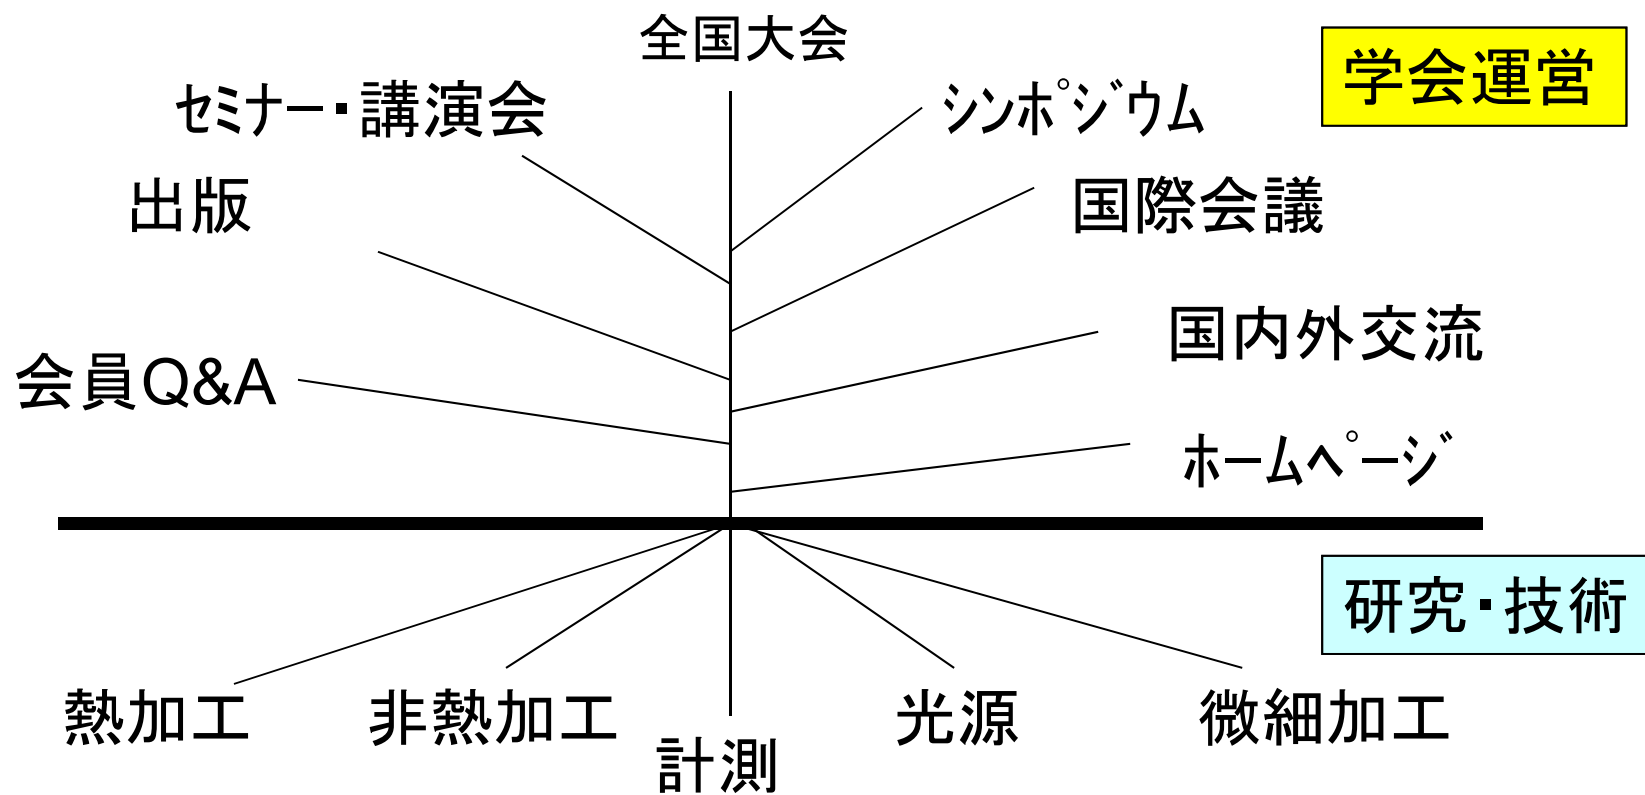 全国大会
学会運営
セミナー・講演会
シンポジウム
出版
国際会議
国内外交流
会員Q&A
ホームページ
研究・技術
熱加工
非熱加工
光源
微細加工
計測